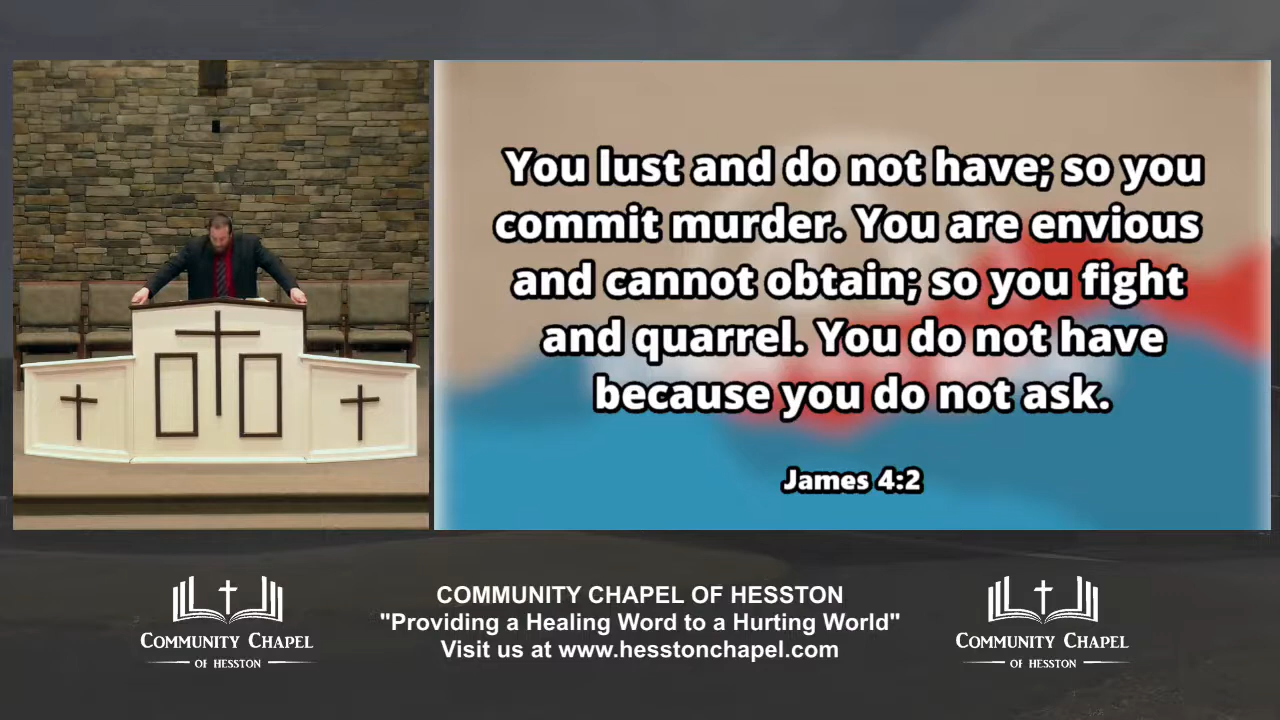 You lust and do not have; so you
commit murder. You are envious
and cannot obtain; so you fight
and quarrel. You do not have
because you do not ask.
James 4:2
COMMUNITY CHAPEL
OF HESSTON
COMMUNITY CHAPEL OF HESSTON
"Providing a Healing Word to a Hurting World"
Visit us at www.hesstonchapel.com
COMMUNITY CHAPEL
OF HESSTON